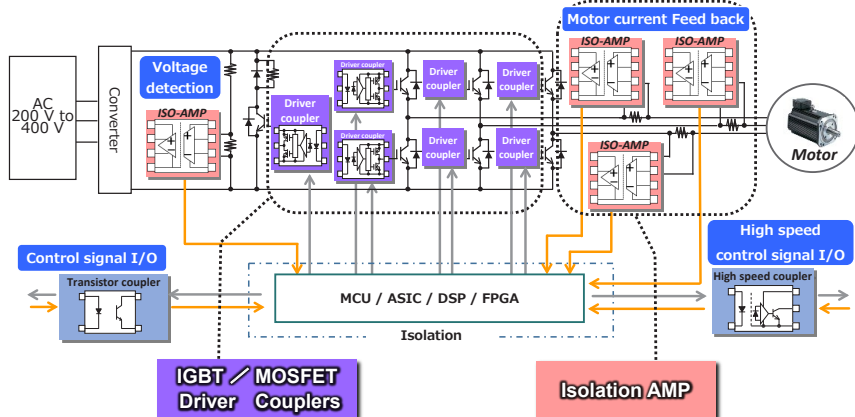 Motor current Feed back
ISO-AMP
ISO-AMP
Voltage
detection
ISO-AMP
AC
200 V to
400 V
Converter
Driver
coupler
Driver coupler
Driver coupler
Driver
coupler
Driver
coupler
Driver
coupler
Driver
coupler
ISO-AMP
Motor
Control signal I/O
Transistor coupler
High speed
control signal I/O
High speed coupler
MCU / ASIC / DSP / FPGA
Isolation
IGBT ／ MOSFET
Driver Couplers
Isolation AMP